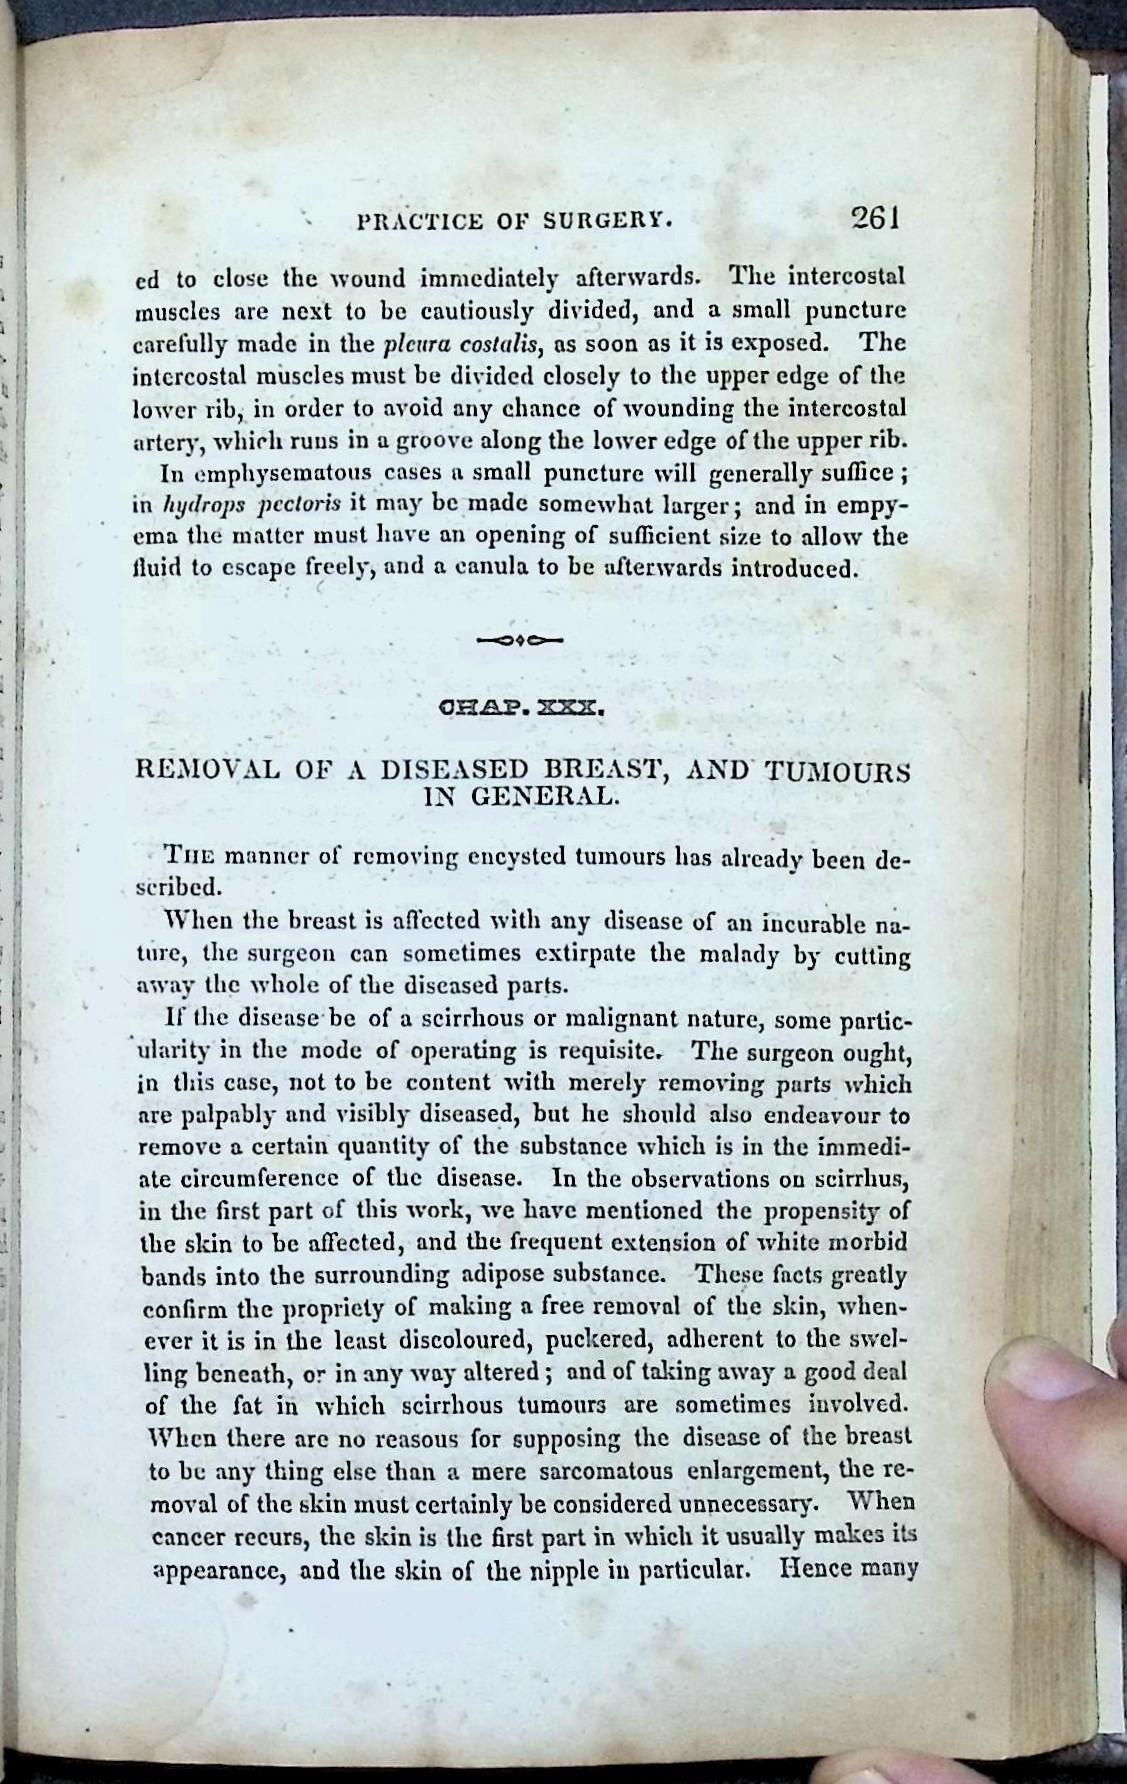 PRACTICE OF SURGERY. 261
ed to close the wound immediately afterwards. The intercostal
muscles are next to be cautiously divided, and a small puncture
carefully made in the pleura costalis, as soon as it is exposed. The
intercostal muscles must be divided closely to the upper edge of the
lower rib, in order to avoid any chance of wounding the intercostal
artery, which runs in a groove along the lower edge of the upper rib.
In emphysematous cases a small puncture will generally suffice;
in hydrops pectoris it may be made somewhat larger; and in empy-
ema the matter must have an opening of sufficient size to allow the
fluid to escape freely, and a canula to be afterwards introduced.
CHAP. XXX.
REMOVAL OF A DISEASED BREAST, AND TUMOURS
IN GENERAL.
THE manner of removing encysted tumours has already been de-
scribed.
When the breast is affected with any disease of an incurable na-
ture, the surgeon can sometimes extirpate the malady by cutting
away the whole of the diseased parts.
If the disease be of a scirrhous or malignant nature, some partic-
ularity in the mode of operating is requisite. The surgeon ought,
in this case, not to be content with merely removing parts which
are palpably and visibly diseased, but he should also endeavour to
remove a certain quantity of the substance which is in the immedi-
ate circumference of the disease. In the observations on scirrhus,
in the first part of this work, we have mentioned the propensity of
the skin to be affected, and the frequent extension of white morbid
bands into the surrounding adipose substance. These facts greatly
confirm the propriety of making a free removal of the skin, when-
ever it is in the least discoloured, puckered, adherent to the swel-
ling beneath, or in any way altered; and of taking away a good deal
of the fat in which scirrhous tumours are sometimes involved.
When there are no reasous for supposing the disease of the breast
to be any thing else than a mere sarcomatous enlargement, the re-
moval of the skin must certainly be considered unnecessary. When
cancer recurs, the skin is the first part in which it usually makes its
appearance, and the skin of the nipple in particular. Hence many